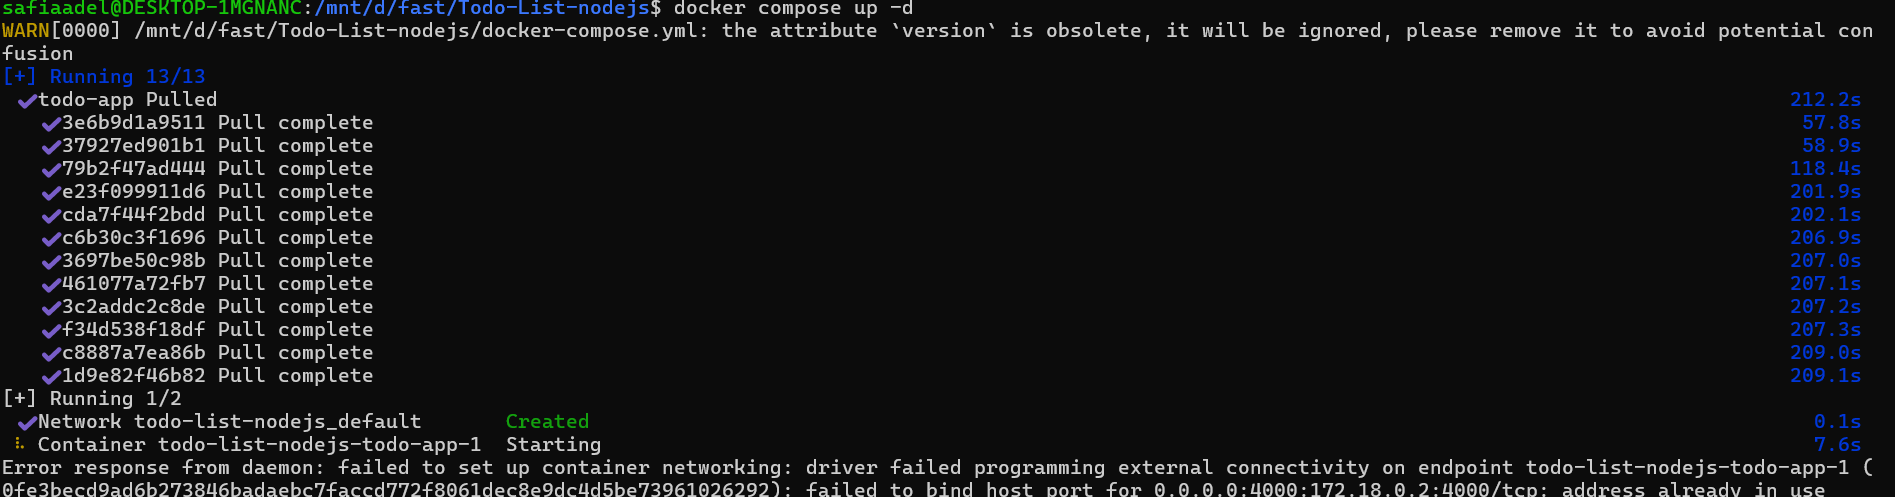 safiaadel@DESKTOP-1MGNANC:/mnt/d/fast/Todo-List-nodejs$ docker compose up -d
WARN[0000] /mnt/d/fast/Todo-List-nodejs/docker-compose.yml: the attribute `version` is obsolete, it will be ignored, please remove it to avoid potential con
fusion
[+] Running 13/13
✔todo-app Pulled 212.2s
✔3e6b9d1a9511 Pull complete 57.8s
✔37927ed901b1 Pull complete 58.9s
✔79b2f47ad444 Pull complete 118.4s
✔e23f099911d6 Pull complete 201.9s
✔cda7f44f2bdd Pull complete 202.1s
✔c6b30c3f1696 Pull complete 206.9s
✔3697be50c98b Pull complete 207.0s
✔461077a72fb7 Pull complete 207.1s
✔3c2addc2c8de Pull complete 207.2s
✔f34d538f18df Pull complete 207.3s
✔c8887a7ea86b Pull complete 209.0s
✔1d9e82f46b82 Pull complete 209.1s
[+] Running 1/2
✔Network todo-list-nodejs_default Created 0.1s
⠧ Container todo-list-nodejs-todo-app-1 Starting 7.6s
Error response from daemon: failed to set up container networking: driver failed programming external connectivity on endpoint todo-list-nodejs-todo-app-1 (
0fe3becd9ad6b273846badaebc7faccd772f8061dec8e9dc4d5be73961026292): failed to bind host port for 0.0.0.0:4000:172.18.0.2:4000/tcp: address already in use